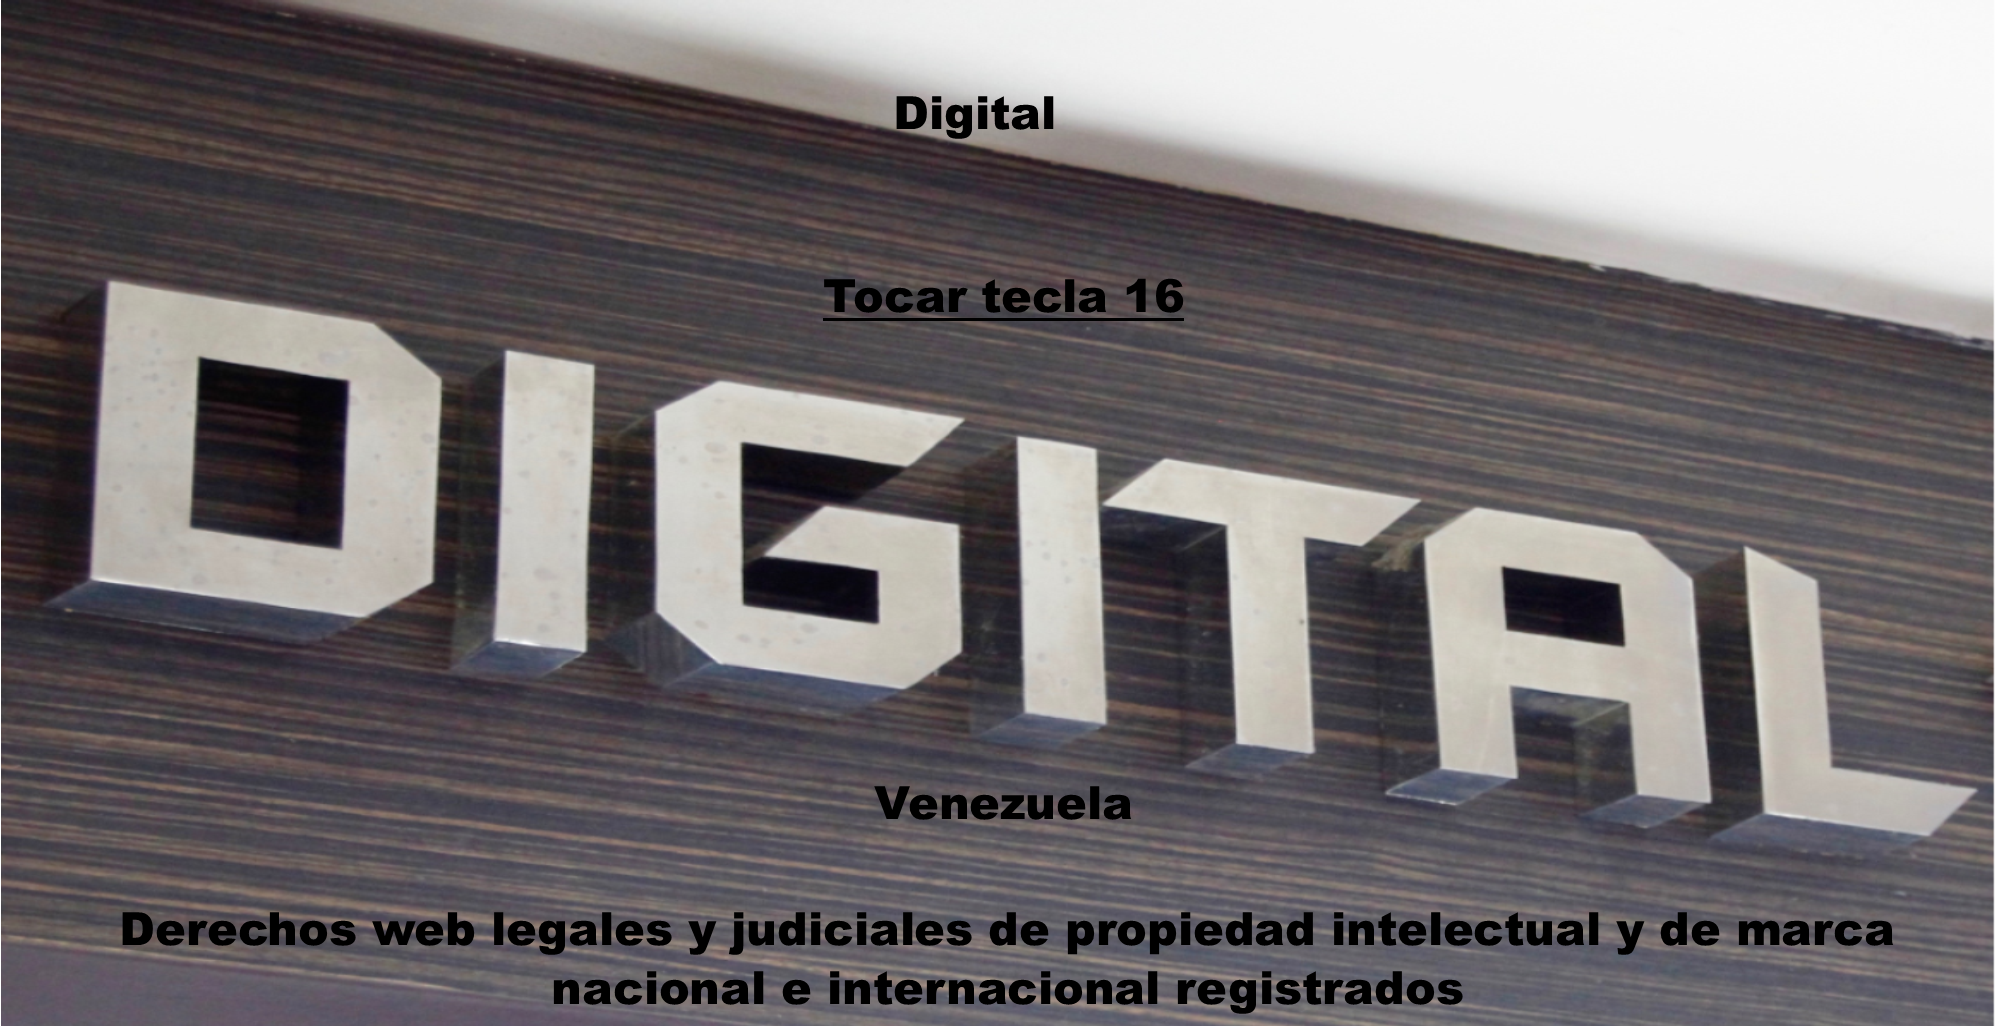 Digital
Tocar tecla 16
DIGITAL
Venezuela
Derechos web legales y judiciales de propiedad intelectual y de marca
nacional e internacional registrados